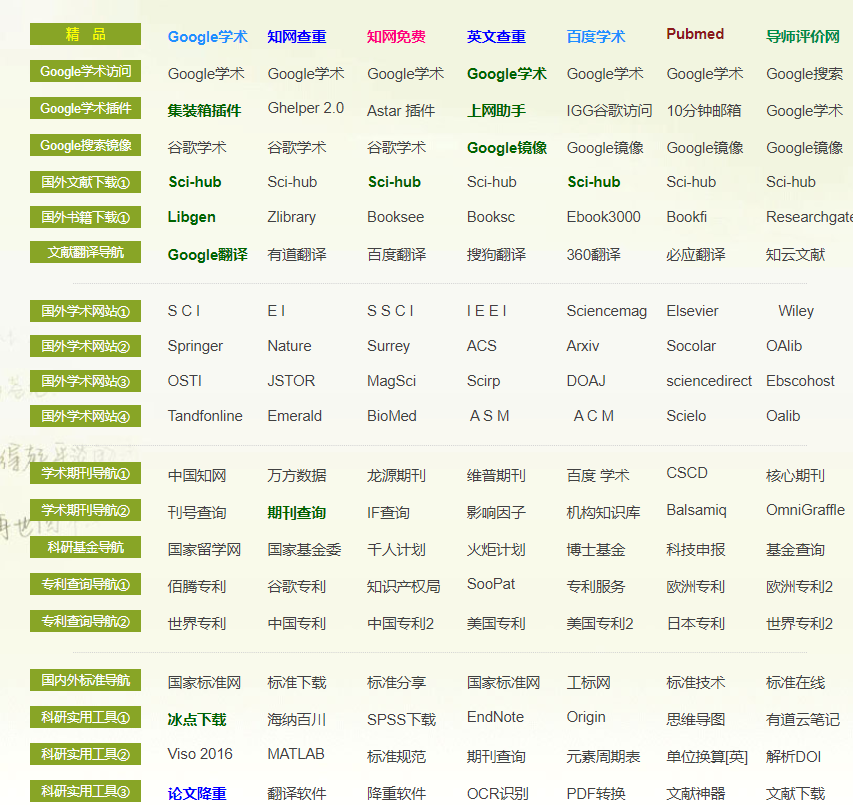 精 品 Google学术 知网查重 知网免费 英文查重 百度学术 Pubmed 导师评价网
Google学术访问 Google学术 Google学术 Google学术 Google学术 Google学术 Google学术 Google搜索
Google学术插件 集装箱插件 Ghelper 2.0 Astar 插件 上网助手 IGG谷歌访问 10分钟邮箱 Google学术
Google搜索镜像 谷歌学术 谷歌学术 谷歌学术 Google镜像 Google镜像 Google镜像 Google镜像
国外文献下载① Sci-hub Sci-hub Sci-hub Sci-hub Sci-hub Sci-hub Sci-hub
国外书籍下载① Libgen Zlibrary Booksee Booksc Ebook3000 Bookfi Researchgate
文献翻译导航 Google翻译 有道翻译 百度翻译 搜狗翻译 360翻译 必应翻译 知云文献
国外学术网站① S C I E I S S C I I E E I Sciencemag Elsevier Wiley
国外学术网站② Springer Nature Surrey ACS Arxiv Socolar OAlib
国外学术网站③ OSTI JSTOR MagSci Scirp DOAJ sciencedirect Ebscohost
国外学术网站④ Tandfonline Emerald BioMed A S M A C M Scielo Oalib
学术期刊导航① 中国知网 万方数据 龙源期刊 维普期刊 百度 学术 CSCD 核心期刊
学术期刊导航② 刊号查询 期刊查询 IF查询 影响因子 机构知识库 Balsamiq OmniGraffle
科研基金导航 国家留学网 国家基金委 千人计划 火炬计划 博士基金 科技申报 基金查询
专利查询导航① 佰腾专利 谷歌专利 知识产权局 SooPat 专利服务 欧洲专利 欧洲专利2
专利查询导航② 世界专利 中国专利 中国专利2 美国专利 美国专利2 日本专利 世界专利2
国内外标准导航 国家标准网 标准下载 标准分享 国家标准网 工标网 标准技术 标准在线
科研实用工具① 冰点下载 海纳百川 SPSS下载 EndNote Origin 思维导图 有道云笔记
科研实用工具② Viso 2016 MATLAB 标准规范 期刊查询 元素周期表 单位换算[英] 解析DOI
科研实用工具③ 论文降重 翻译软件 降重软件 OCR识别 PDF转换 文献神器 文献下载